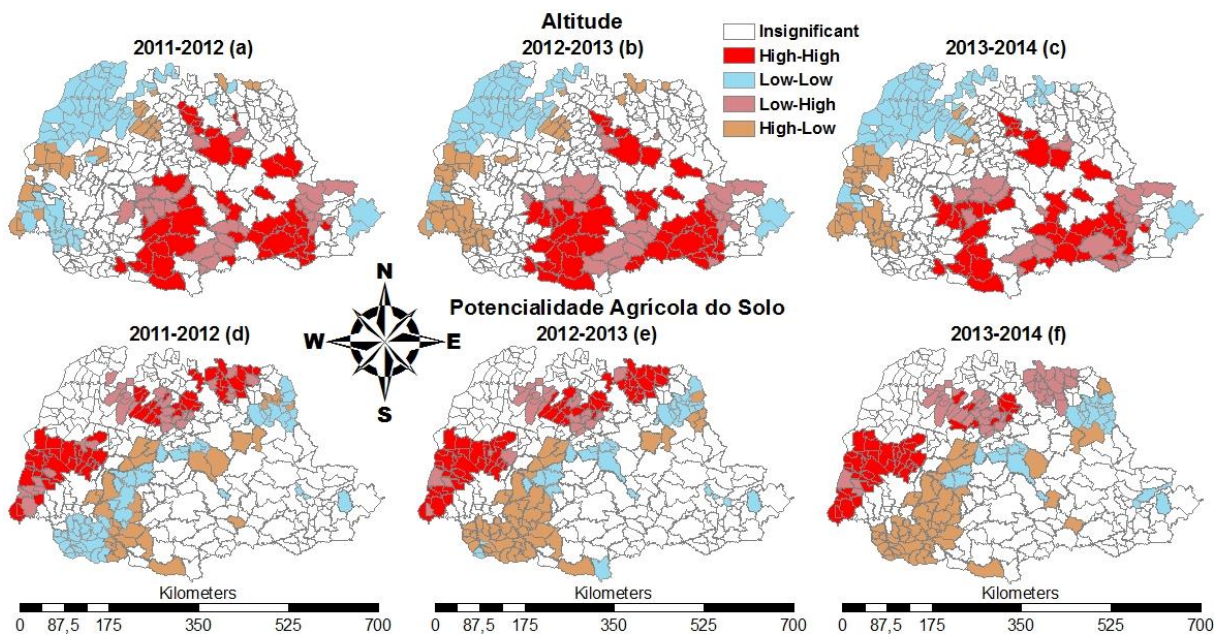 Altitude
2011-2012 (a)
2012-2013 (b)
2013-2014 (c)
Insignificant
High-High
Low-Low
Low-High
High-Low
N
W E
S
Potencialidade Agrícola do Solo
2011-2012 (d)
2012-2013 (e)
2013-2014 (f)
Kilometers
0 87,5 175 350 525 700
Kilometers
0 87,5 175 350 525 700
Kilometers
0 87,5 175 350 525 700